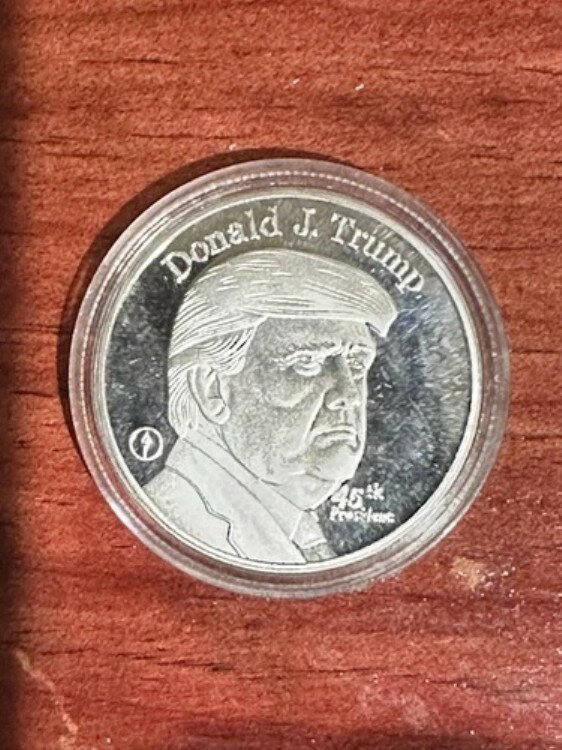 Donald J. Trump
45th
President